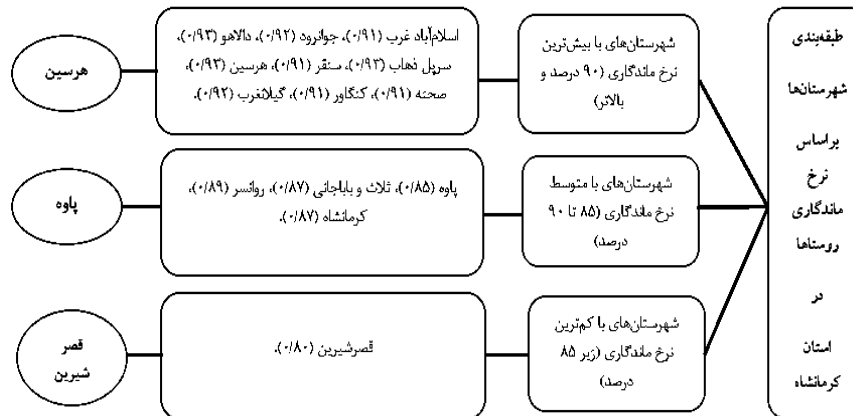 طبقه‌بندی
شهرستان‌ها
براساس
نرخ
ماندگاری
روستاها
در
استان
کرمانشاه
شهرستان‌های با بیش‌ترین
نرخ ماندگاری (۹۰ درصد و
بالاتر)
اسلام‌آباد غرب (۰/۹۱)، جوانرود (۰/۹۲)، دالاهو (۰/۹۳)،
سرپل ذهاب (۰/۹۳)، سنقر (۰/۹۱)، هرسین (۰/۹۳)،
صحنه (۰/۹۱)، کنگاور (۰/۹۱)، گیلانغرب (۰/۹۲).
هرسین
شهرستان‌های با متوسط
نرخ ماندگاری (۸۵ تا ۹۰
درصد)
پاوه (۰/۸۵)، ثلاث و باباجانی (۰/۸۷)، روانسر (۰/۸۹)،
کرمانشاه (۰/۸۷).
پاوه
شهرستان‌های با کم‌ترین
نرخ ماندگاری (زیر ۸۵
درصد)
قصرشیرین (۰/۸۰).
قصر
شیرین